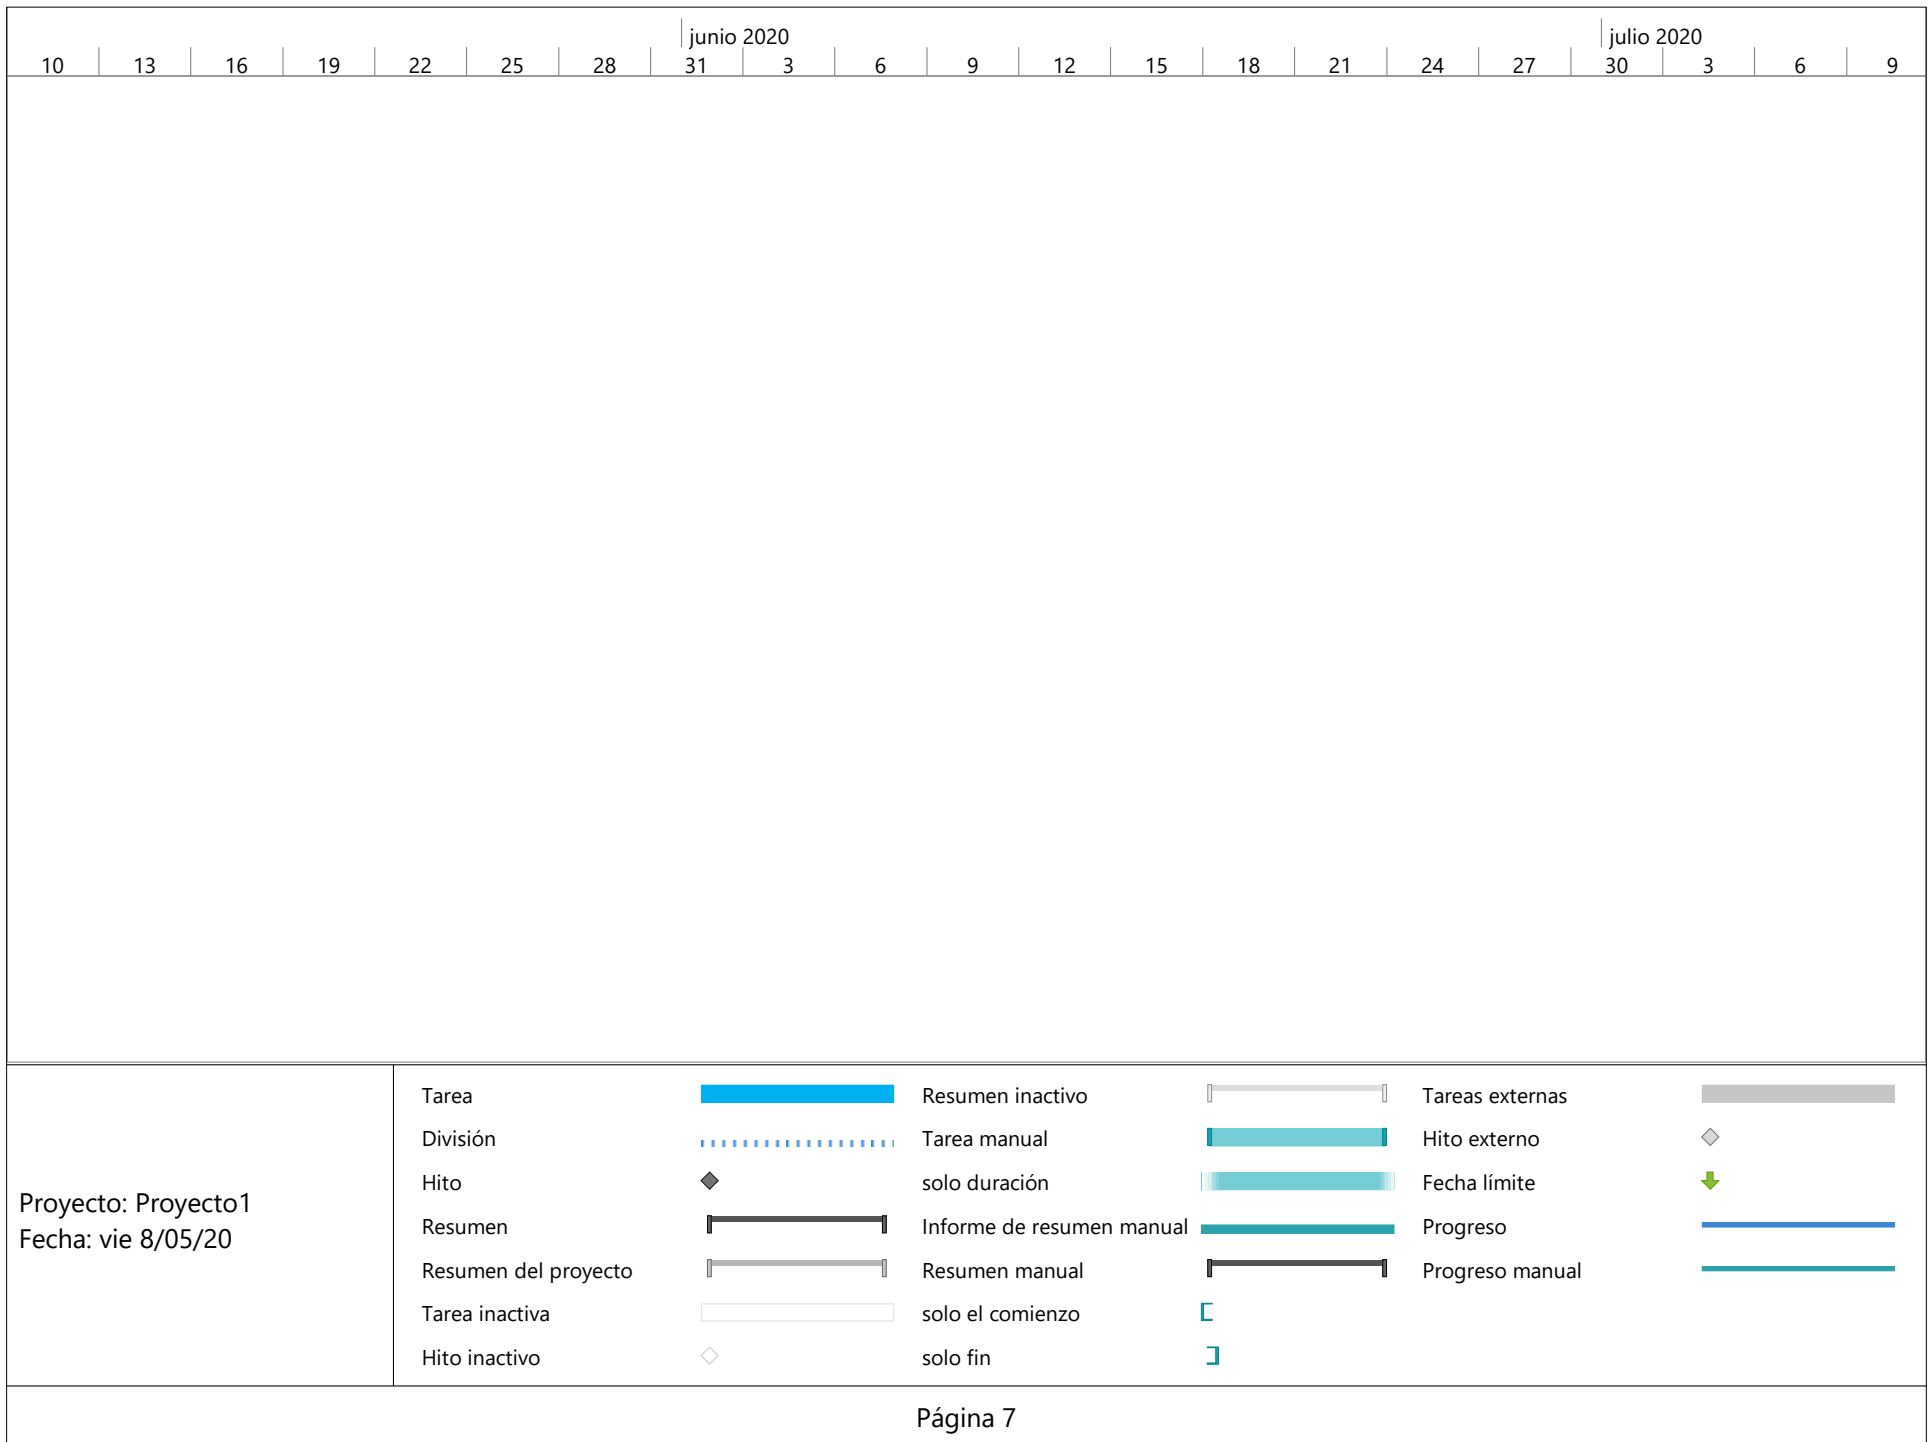 junio 2020 julio 2020
10 13 16 19 22 25 28 31 3 6 9 12 15 18 21 24 27 30 3 6 9
Proyecto: Proyecto1
Fecha: vie 8/05/20
Tarea
División
Hito
Resumen
Resumen del proyecto
Tarea inactiva
Hito inactivo
Resumen inactivo
Tarea manual
solo duración
Informe de resumen manual
Resumen manual
solo el comienzo
solo fin
Tareas externas
Hito externo
Fecha límite
Progreso
Progreso manual
Página 7